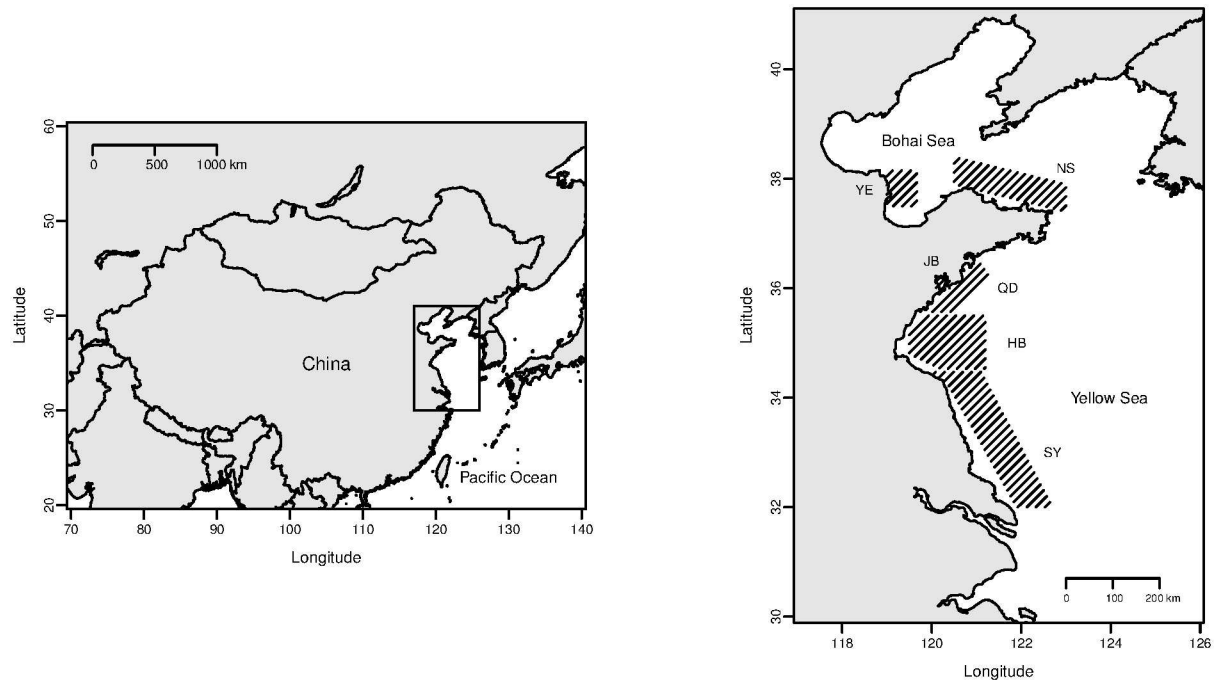 60
50
40
30
20
0 500 1000 km
China
Pacific Ocean
70 80 90 100 110 120 130 140
Longitude
Latitude
40
38
36
34
32
30
Bohai Sea
NS
YE
JB
QD
HB
Yellow Sea
SY
0 100 200 km
118 120 122 124 126
Longitude
Latitude